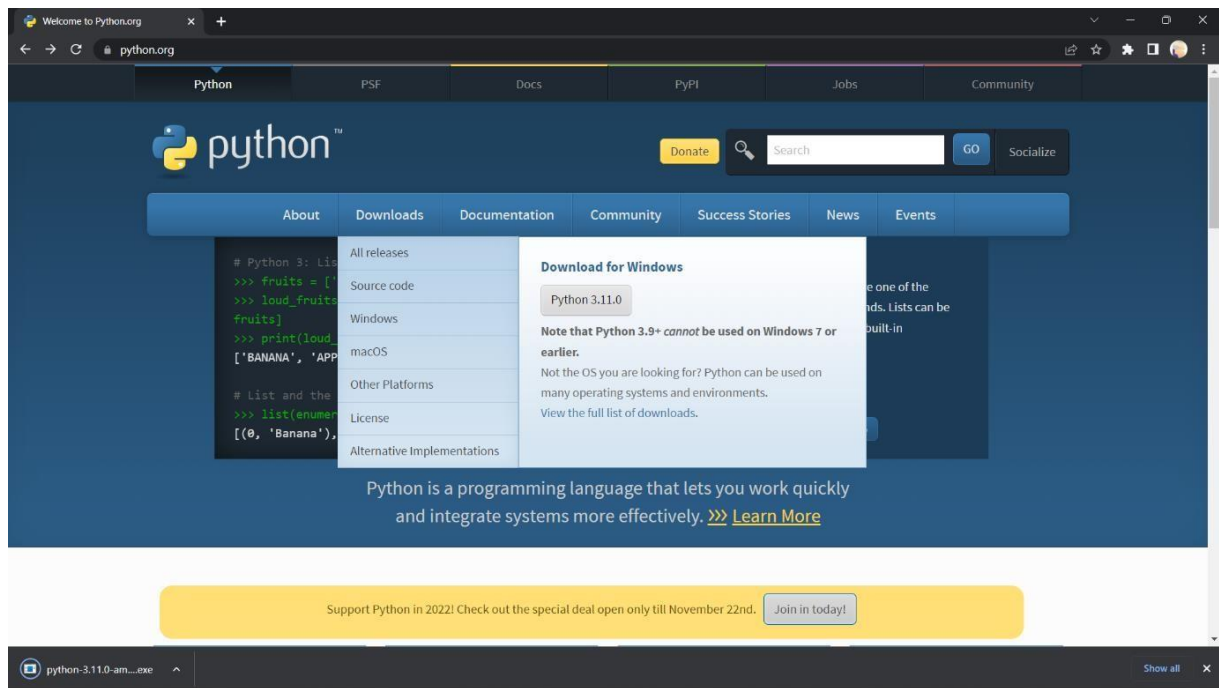 Welcome to Python.org
python.org
Python PSF Docs PyPI Jobs Community
python™
Donate Search GO Socialize
About Downloads Documentation Community Success Stories News Events
# Python 3: Lis
>>> fruits = ['
>>> loud_fruits
fruits]
>>> print(loud_
['BANANA', 'APP
# List and the
>>> list(enumer
[(0, 'Banana'),
All releases
Source code
Windows
macOS
Other Platforms
License
Alternative Implementations
Download for Windows
Python 3.11.0
Note that Python 3.9+ cannot be used on Windows 7 or
earlier.
Not the OS you are looking for? Python can be used on
many operating systems and environments.
View the full list of downloads.
e one of the
nds. Lists can be
built-in
Python is a programming language that lets you work quickly
and integrate systems more effectively. >>> Learn More
Support Python in 2022! Check out the special deal open only till November 22nd. Join in today!
python-3.11.0-am....exe Show all